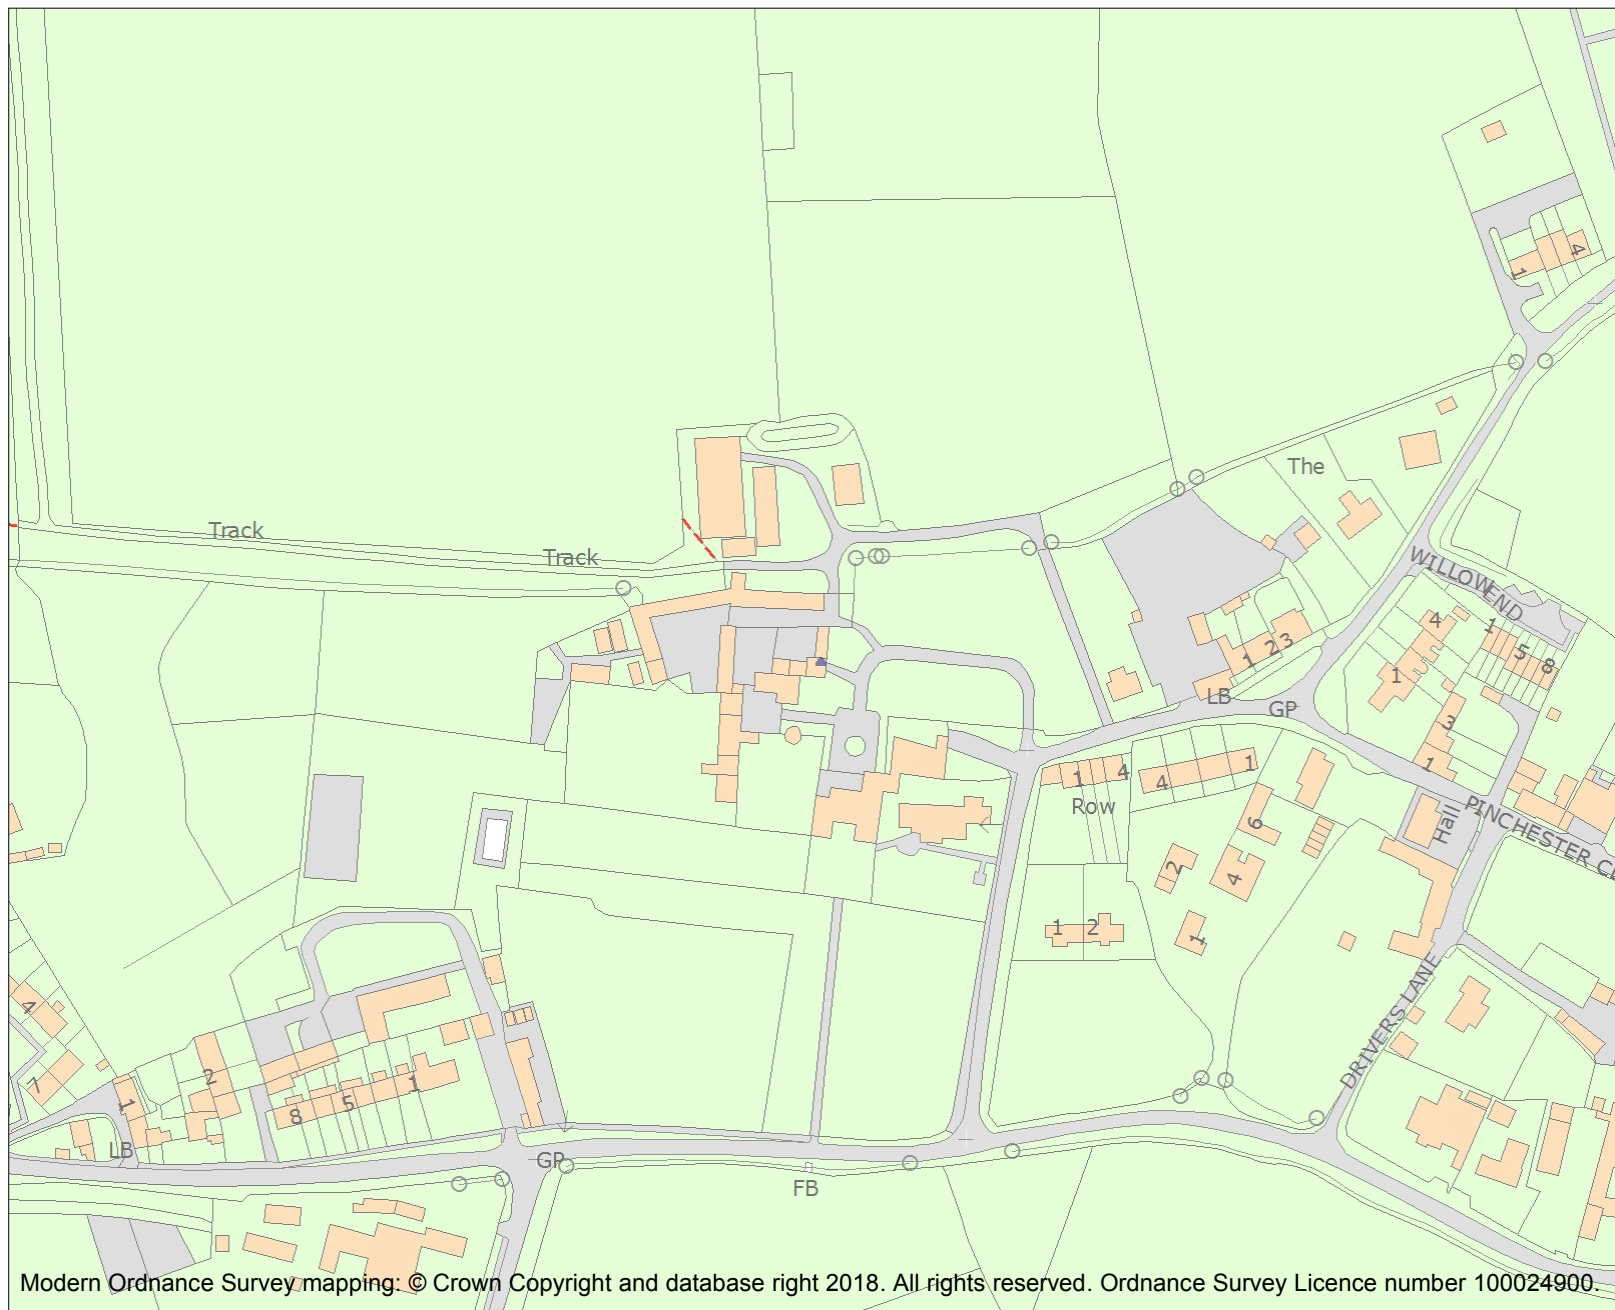 4
1
Track
Track
The
WILLOW
END
4
1
5
8
1
1 2 3
LB
GP
3
1
1
4
4
1
Row
6
Hall
PINCHESTER C
2
4
1 2
1
4
7
1
2
8
5
1
LB
GP
FB
DRIVERS LANE
Modern Ordnance Survey mapping: © Crown Copyright and database right 2018. All rights reserved. Ordnance Survey Licence number 100024900.